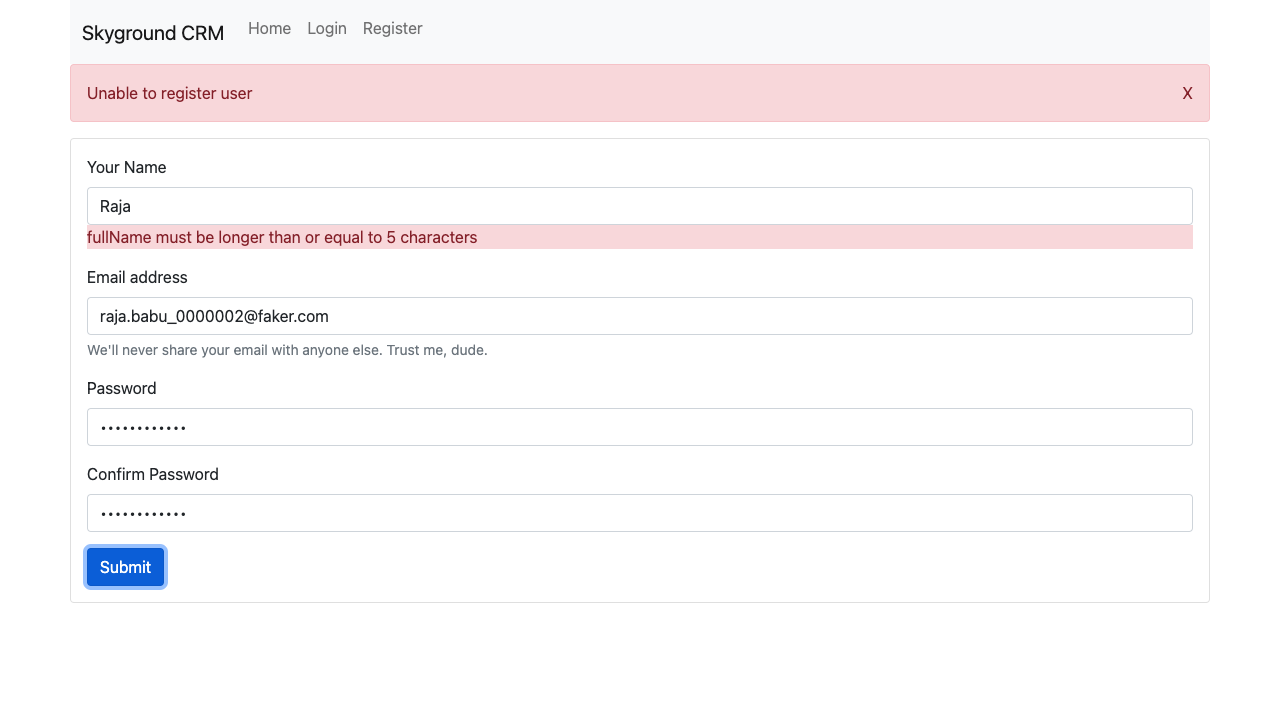 Skyground CRM Home Login Register
Unable to register user X
Your Name
Raja
fullName must be longer than or equal to 5 characters
Email address
raja.babu_0000002@faker.com
We'll never share your email with anyone else. Trust me, dude.
Password
••••••••••••
Confirm Password
••••••••••••
Submit